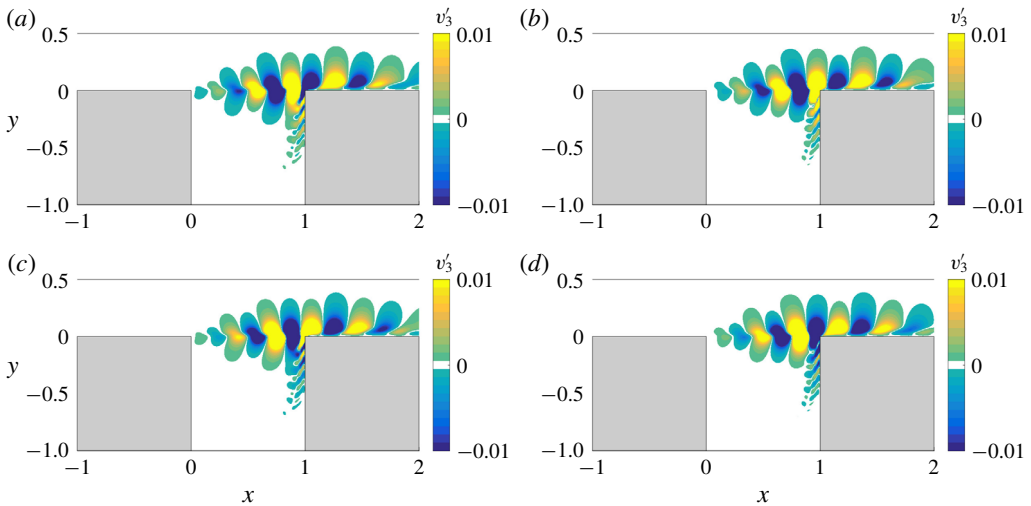 (a) v′3 (b) v′3
0.5 0.01 0.5 0.01
y 0 0 0 0
−0.5 −0.5
−1.0 −0.01 −1.0 −0.01
−1 0 1 2 −1 0 1 2
(c) v′3 (d) v′3
0.5 0.01 0.5 0.01
y 0 0 0 0
−0.5 −0.5
−1.0 −0.01 −1.0 −0.01
−1 0 1 2 −1 0 1 2
x x